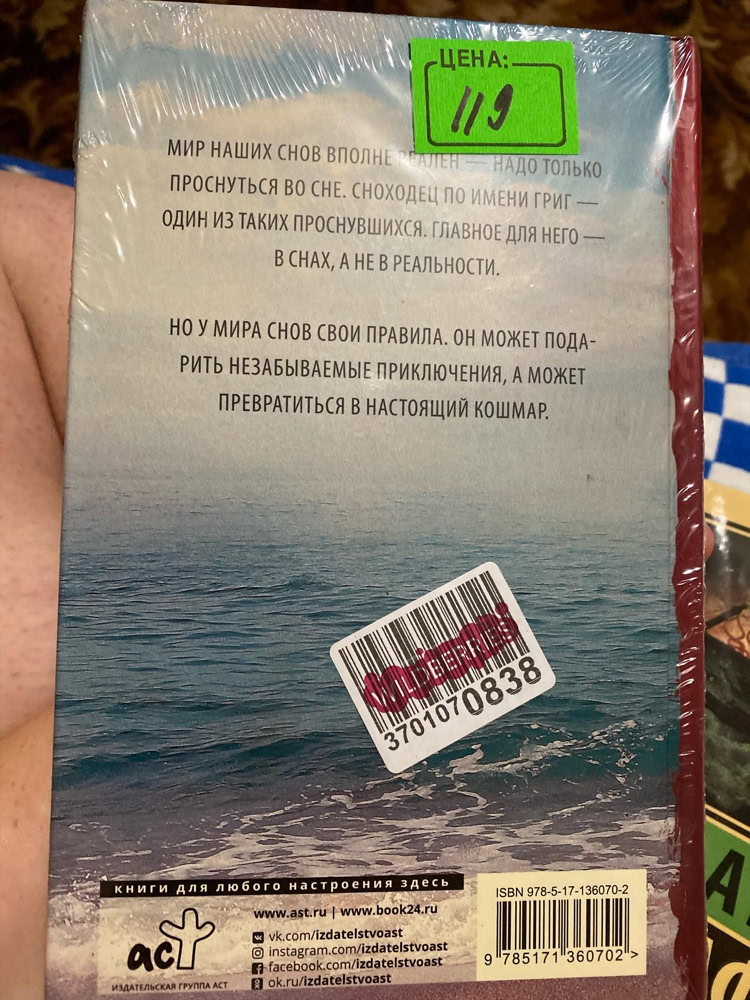 ЦЕНА:
119
МИР НАШИХ СНОВ ВПОЛНЕ РЕАЛЕН — НАДО ТОЛЬКО
ПРОСНУТЬСЯ ВО СНЕ. СНОХОДЕЦ ПО ИМЕНИ ГРИГ —
ОДИН ИЗ ТАКИХ ПРОСНУВШИХСЯ. ГЛАВНОЕ ДЛЯ НЕГО —
В СНАХ, А НЕ В РЕАЛЬНОСТИ.
НО У МИРА СНОВ СВОИ ПРАВИЛА. ОН МОЖЕТ ПОДА-
РИТЬ НЕЗАБЫВАЕМЫЕ ПРИКЛЮЧЕНИЯ, А МОЖЕТ
ПРЕВРАТИТЬСЯ В НАСТОЯЩИЙ КОШМАР.
WILDBERRIES
3701070838
книги для любого настроения здесь
аст
ИЗДАТЕЛЬСКАЯ ГРУППА АСТ
www.ast.ru | www.book24.ru
vk.com/izdatelstvoast
instagram.com/izdatelstvoast
facebook.com/izdatelstvoast
ok.ru/izdatelstvoast
ISBN 978-5-17-136070-2
9 785171 360702 >